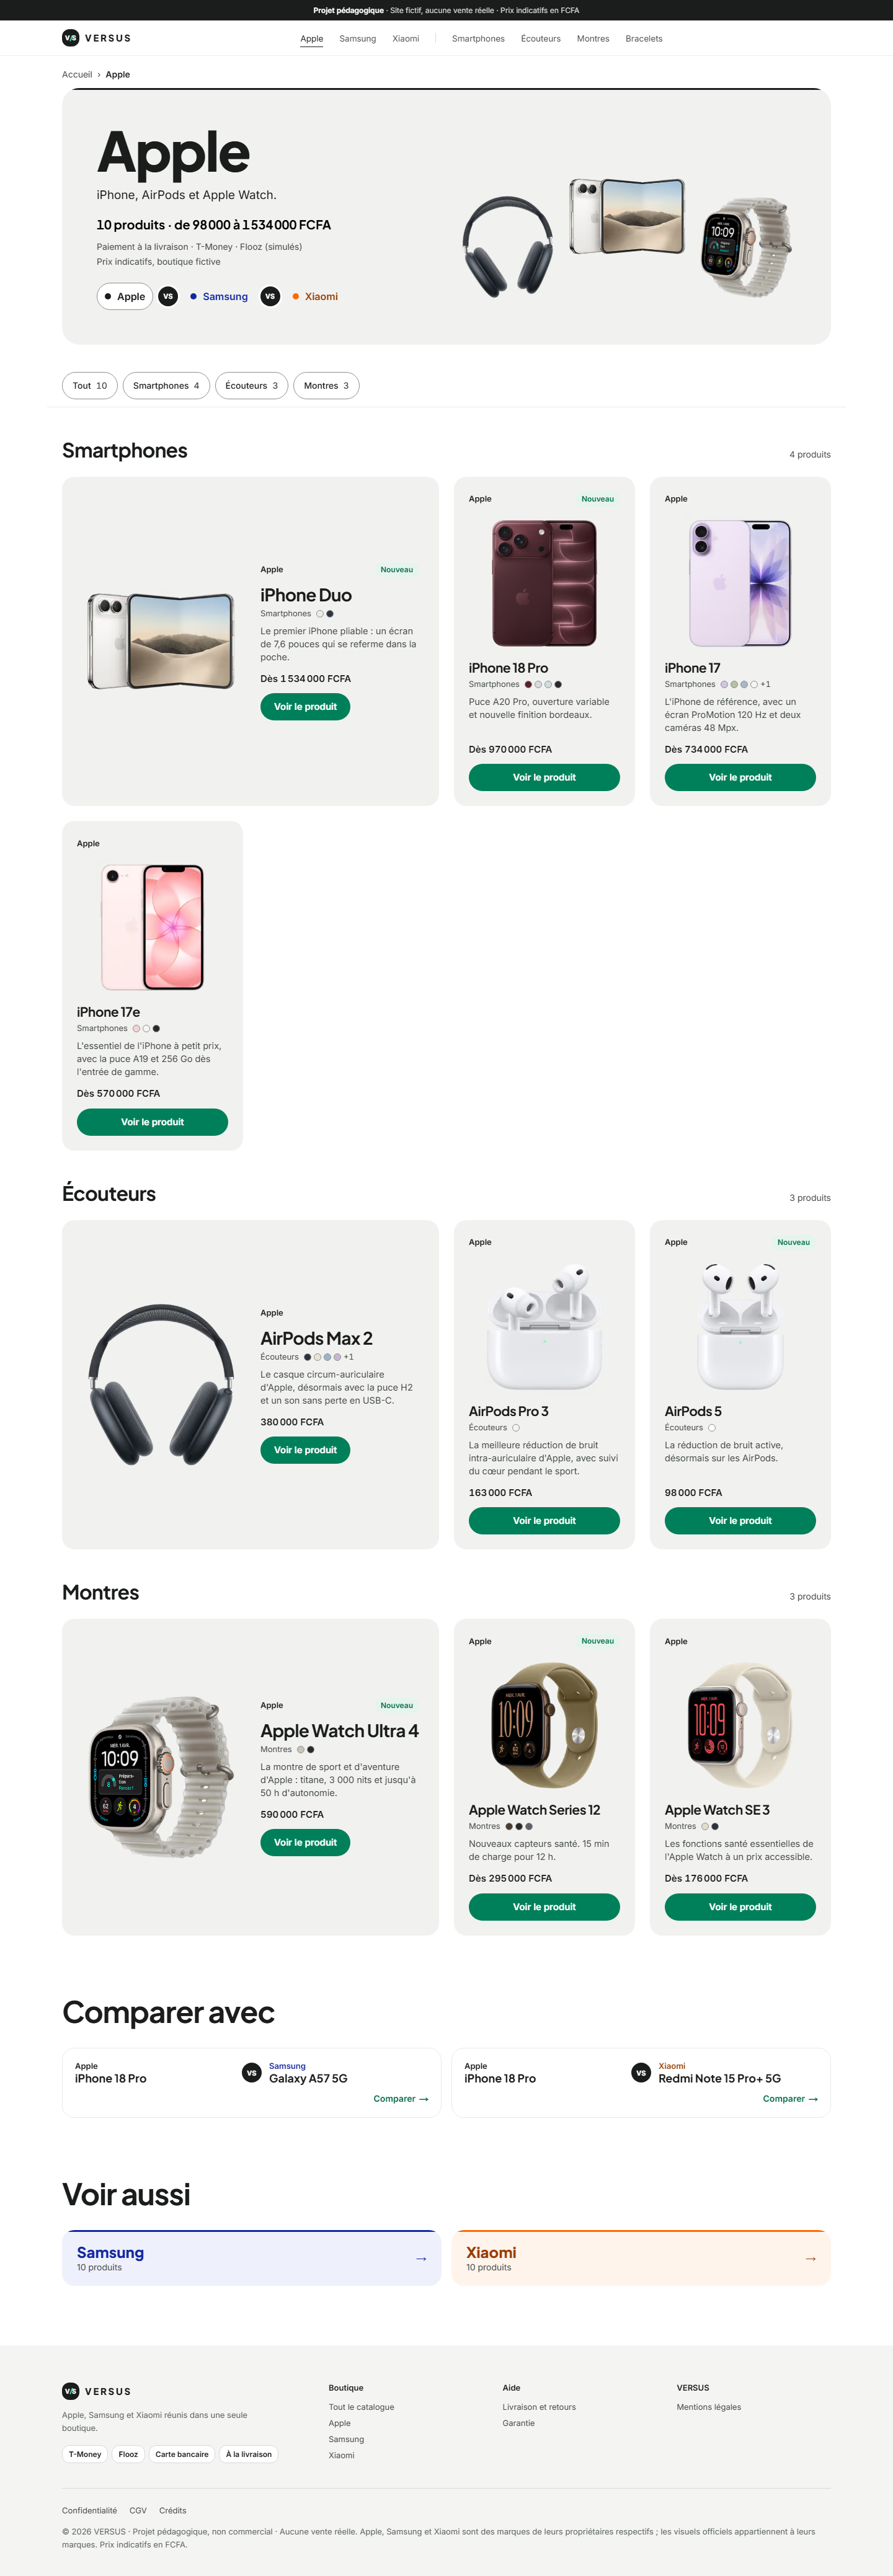 Projet pédagogique · Site fictif, aucune vente réelle · Prix indicatifs en FCFA
V/S VERSUS
Apple Samsung Xiaomi Smartphones Écouteurs Montres Bracelets
Accueil › Apple
Apple
iPhone, AirPods et Apple Watch.
10 produits · de 98 000 à 1 534 000 FCFA
Paiement à la livraison · T-Money · Flooz (simulés)
Prix indicatifs, boutique fictive
Apple VS Samsung VS Xiaomi
10:09
Tout 10 Smartphones 4 Écouteurs 3 Montres 3
Smartphones
4 produits
Apple Nouveau
iPhone Duo
Smartphones
Le premier iPhone pliable : un écran
de 7,6 pouces qui se referme dans la
poche.
Dès 1 534 000 FCFA
Voir le produit
Apple Nouveau
iPhone 18 Pro
Smartphones
Puce A20 Pro, ouverture variable
et nouvelle finition bordeaux.
Dès 970 000 FCFA
Voir le produit
Apple
iPhone 17
Smartphones +1
L'iPhone de référence, avec un
écran ProMotion 120 Hz et deux
caméras 48 Mpx.
Dès 734 000 FCFA
Voir le produit
Apple
iPhone 17e
Smartphones
L'essentiel de l'iPhone à petit prix,
avec la puce A19 et 256 Go dès
l'entrée de gamme.
Dès 570 000 FCFA
Voir le produit
Écouteurs
3 produits
Apple
AirPods Max 2
Écouteurs +1
Le casque circum-auriculaire
d'Apple, désormais avec la puce H2
et un son sans perte en USB-C.
380 000 FCFA
Voir le produit
Apple
AirPods Pro 3
Écouteurs
La meilleure réduction de bruit
intra-auriculaire d'Apple, avec suivi
du cœur pendant le sport.
163 000 FCFA
Voir le produit
Apple Nouveau
AirPods 5
Écouteurs
La réduction de bruit active,
désormais sur les AirPods.
98 000 FCFA
Voir le produit
Montres
3 produits
10:09
Apple Nouveau
Apple Watch Ultra 4
Montres
La montre de sport et d'aventure
d'Apple : titane, 3 000 nits et jusqu'à
50 h d'autonomie.
590 000 FCFA
Voir le produit
Apple Nouveau
10:09
Apple Watch Series 12
Montres
Nouveaux capteurs santé. 15 min
de charge pour 12 h.
Dès 295 000 FCFA
Voir le produit
Apple
10:09
Apple Watch SE 3
Montres
Les fonctions santé essentielles de
l'Apple Watch à un prix accessible.
Dès 176 000 FCFA
Voir le produit
Comparer avec
Apple
iPhone 18 Pro
VS
Samsung
Galaxy A57 5G
Comparer →
Apple
iPhone 18 Pro
VS
Xiaomi
Redmi Note 15 Pro+ 5G
Comparer →
Voir aussi
Samsung
10 produits
→
Xiaomi
10 produits
→
V/S VERSUS
Apple, Samsung et Xiaomi réunis dans une seule
boutique.
T-Money Flooz Carte bancaire À la livraison
Boutique
Tout le catalogue
Apple
Samsung
Xiaomi
Aide
Livraison et retours
Garantie
VERSUS
Mentions légales
Confidentialité CGV Crédits
© 2026 VERSUS · Projet pédagogique, non commercial · Aucune vente réelle. Apple, Samsung et Xiaomi sont des marques de leurs propriétaires respectifs ; les visuels officiels appartiennent à leurs
marques. Prix indicatifs en FCFA.